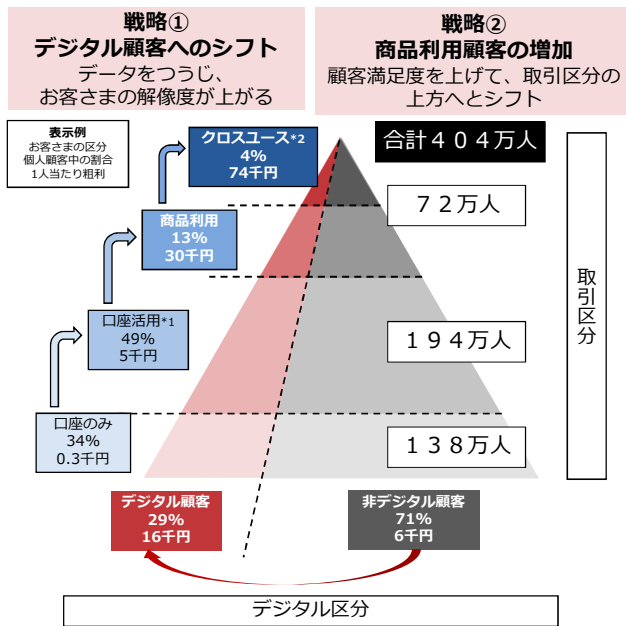 戦略①
デジタル顧客へのシフト
データをつうじ、
お客さまの解像度が上がる
戦略②
商品利用顧客の増加
顧客満足度を上げて、取引区分の
上方へとシフト
表示例
お客さまの区分
個人顧客中の割合
1人当たり粗利
クロスユース*2
4%
74千円
合計４０４万人
商品利用
13%
30千円
７２万人
口座活用*1
49%
5千円
１９４万人
口座のみ
34%
0.3千円
１３８万人
取引区分
デジタル顧客
29%
16千円
非デジタル顧客
71%
6千円
デジタル区分